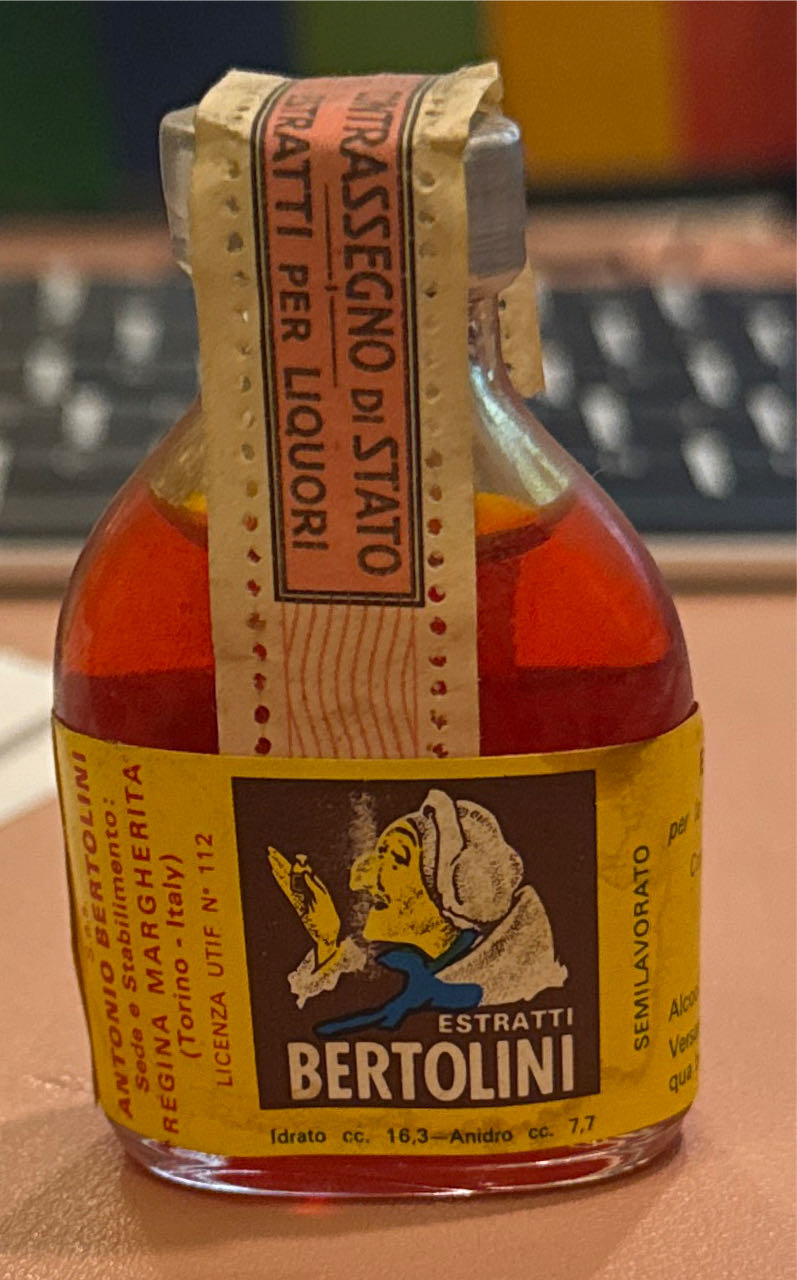 CONTRASSEGNO DI STATO
ESTRATTI PER LIQUORI
S.a.s.
ANTONIO BERTOLINI
Sede e Stabilimento:
REGINA MARGHERITA
(Torino - Italy)
LICENZA UTIF N° 112
ESTRATTI
BERTOLINI
Idrato cc. 16,3—Anidro cc. 7,7
SEMILAVORATO
per